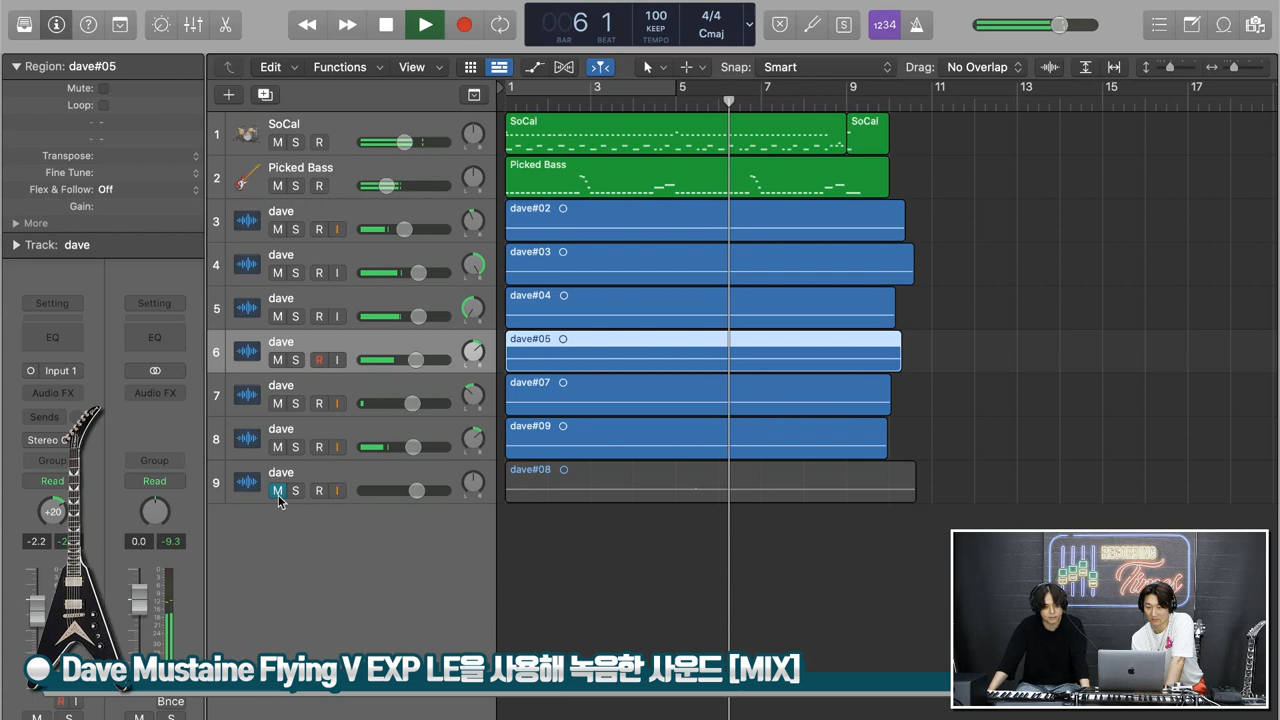 6 1
BAR BEAT
100
KEEP
TEMPO
4/4
Cmaj
1234
Region: dave#05
Mute:
Loop:
Transpose:
Fine Tune:
Flex & Follow: Off
Gain:
More
Track: dave
Edit Functions View Snap: Smart Drag: No Overlap
1 3 5 7 9 11 13 15 17
1 SoCal
M S R
SoCal SoCal
2 Picked Bass
M S R
Picked Bass
3 dave
M S R I
L R
dave#02
4 dave
M S R I
L R
dave#03
5 dave
M S R I
L R
dave#04
6 dave
M S R I
L R
dave#05
7 dave
M S R I
L R
dave#07
8 dave
M S R I
L R
dave#09
9 dave
M S R I
L R
dave#08
Setting Setting
EQ EQ
Input 1
Audio FX Audio FX
Sends
Stereo
Group Group
Read Read
+20
-2.2 0.0 -9.3
R I Bnce
M S M S
RECORDING
Times
Dave Mustaine Flying V EXP LE을 사용해 녹음한 사운드 [MIX]